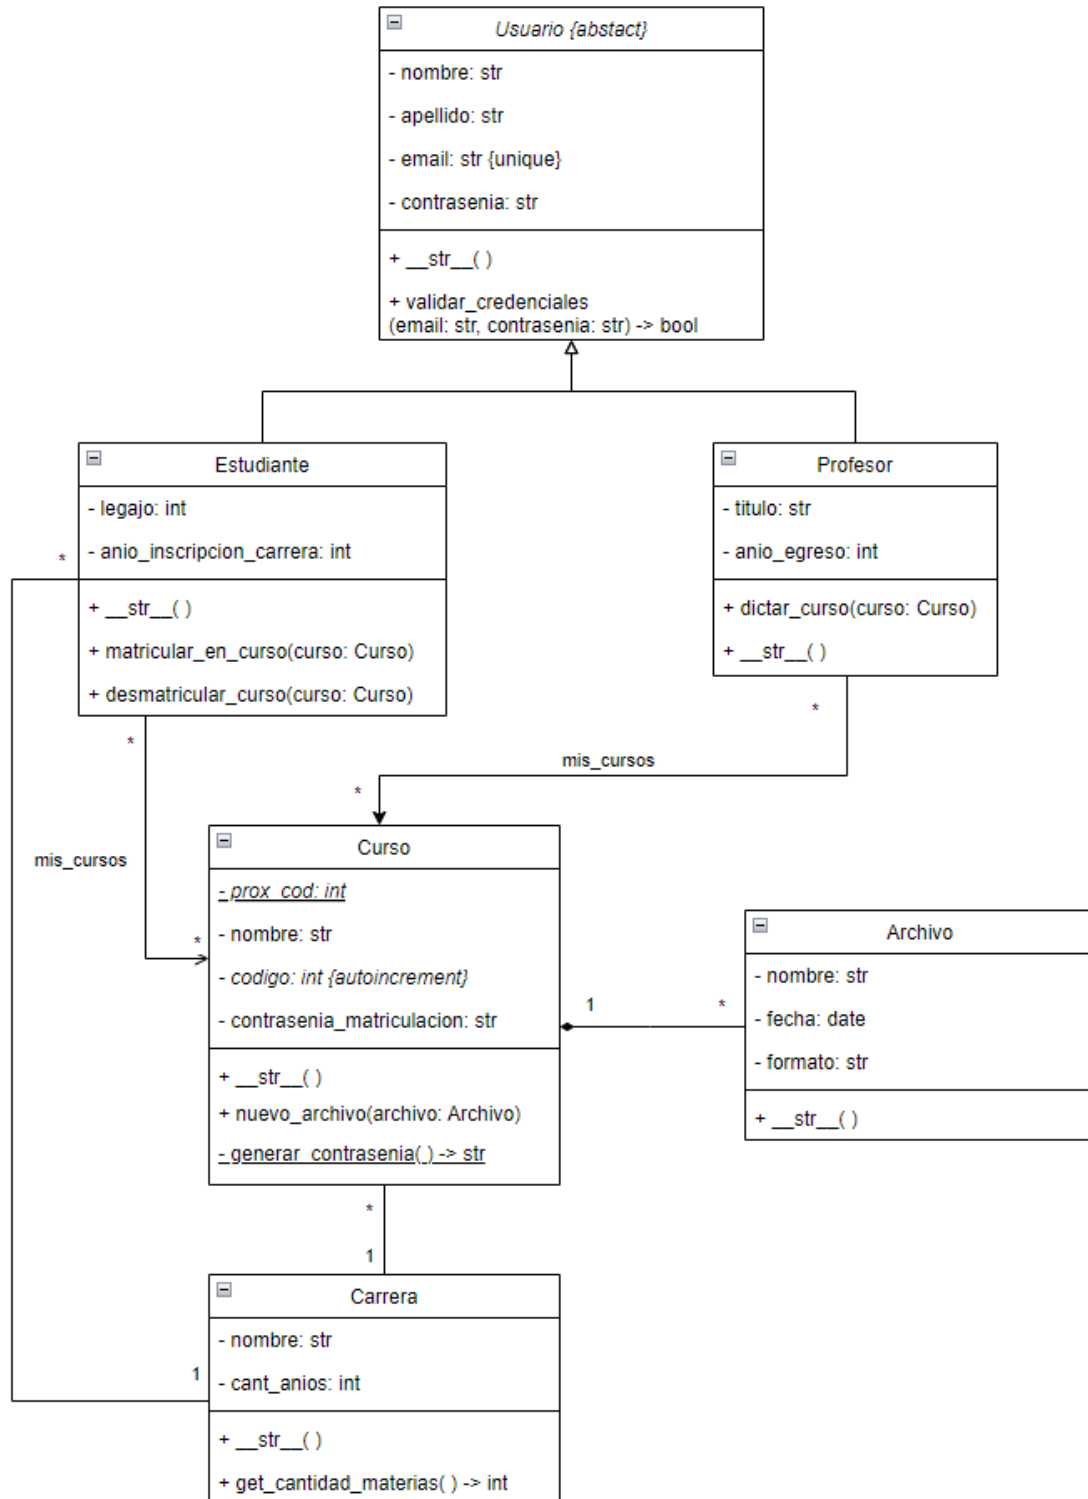 Usuario {abstact}
- nombre: str
- apellido: str
- email: str {unique}
- contrasenia: str
+ __str__( )
+ validar_credenciales
(email: str, contrasenia: str) -> bool
Estudiante
- legajo: int
- anio_inscripcion_carrera: int
+ __str__( )
+ matricular_en_curso(curso: Curso)
+ desmatricular_curso(curso: Curso)
Profesor
- titulo: str
- anio_egreso: int
+ dictar_curso(curso: Curso)
+ __str__( )
*
*
*
mis_cursos
*
mis_cursos
*
Curso
- prox_cod: int
- nombre: str
- codigo: int {autoincrement}
- contrasenia_matriculacion: str
+ __str__( )
+ nuevo_archivo(archivo: Archivo)
- generar_contrasenia( ) -> str
1
*
Archivo
- nombre: str
- fecha: date
- formato: str
+ __str__( )
*
1
1
Carrera
- nombre: str
- cant_anios: int
+ __str__( )
+ get_cantidad_materias( ) -> int